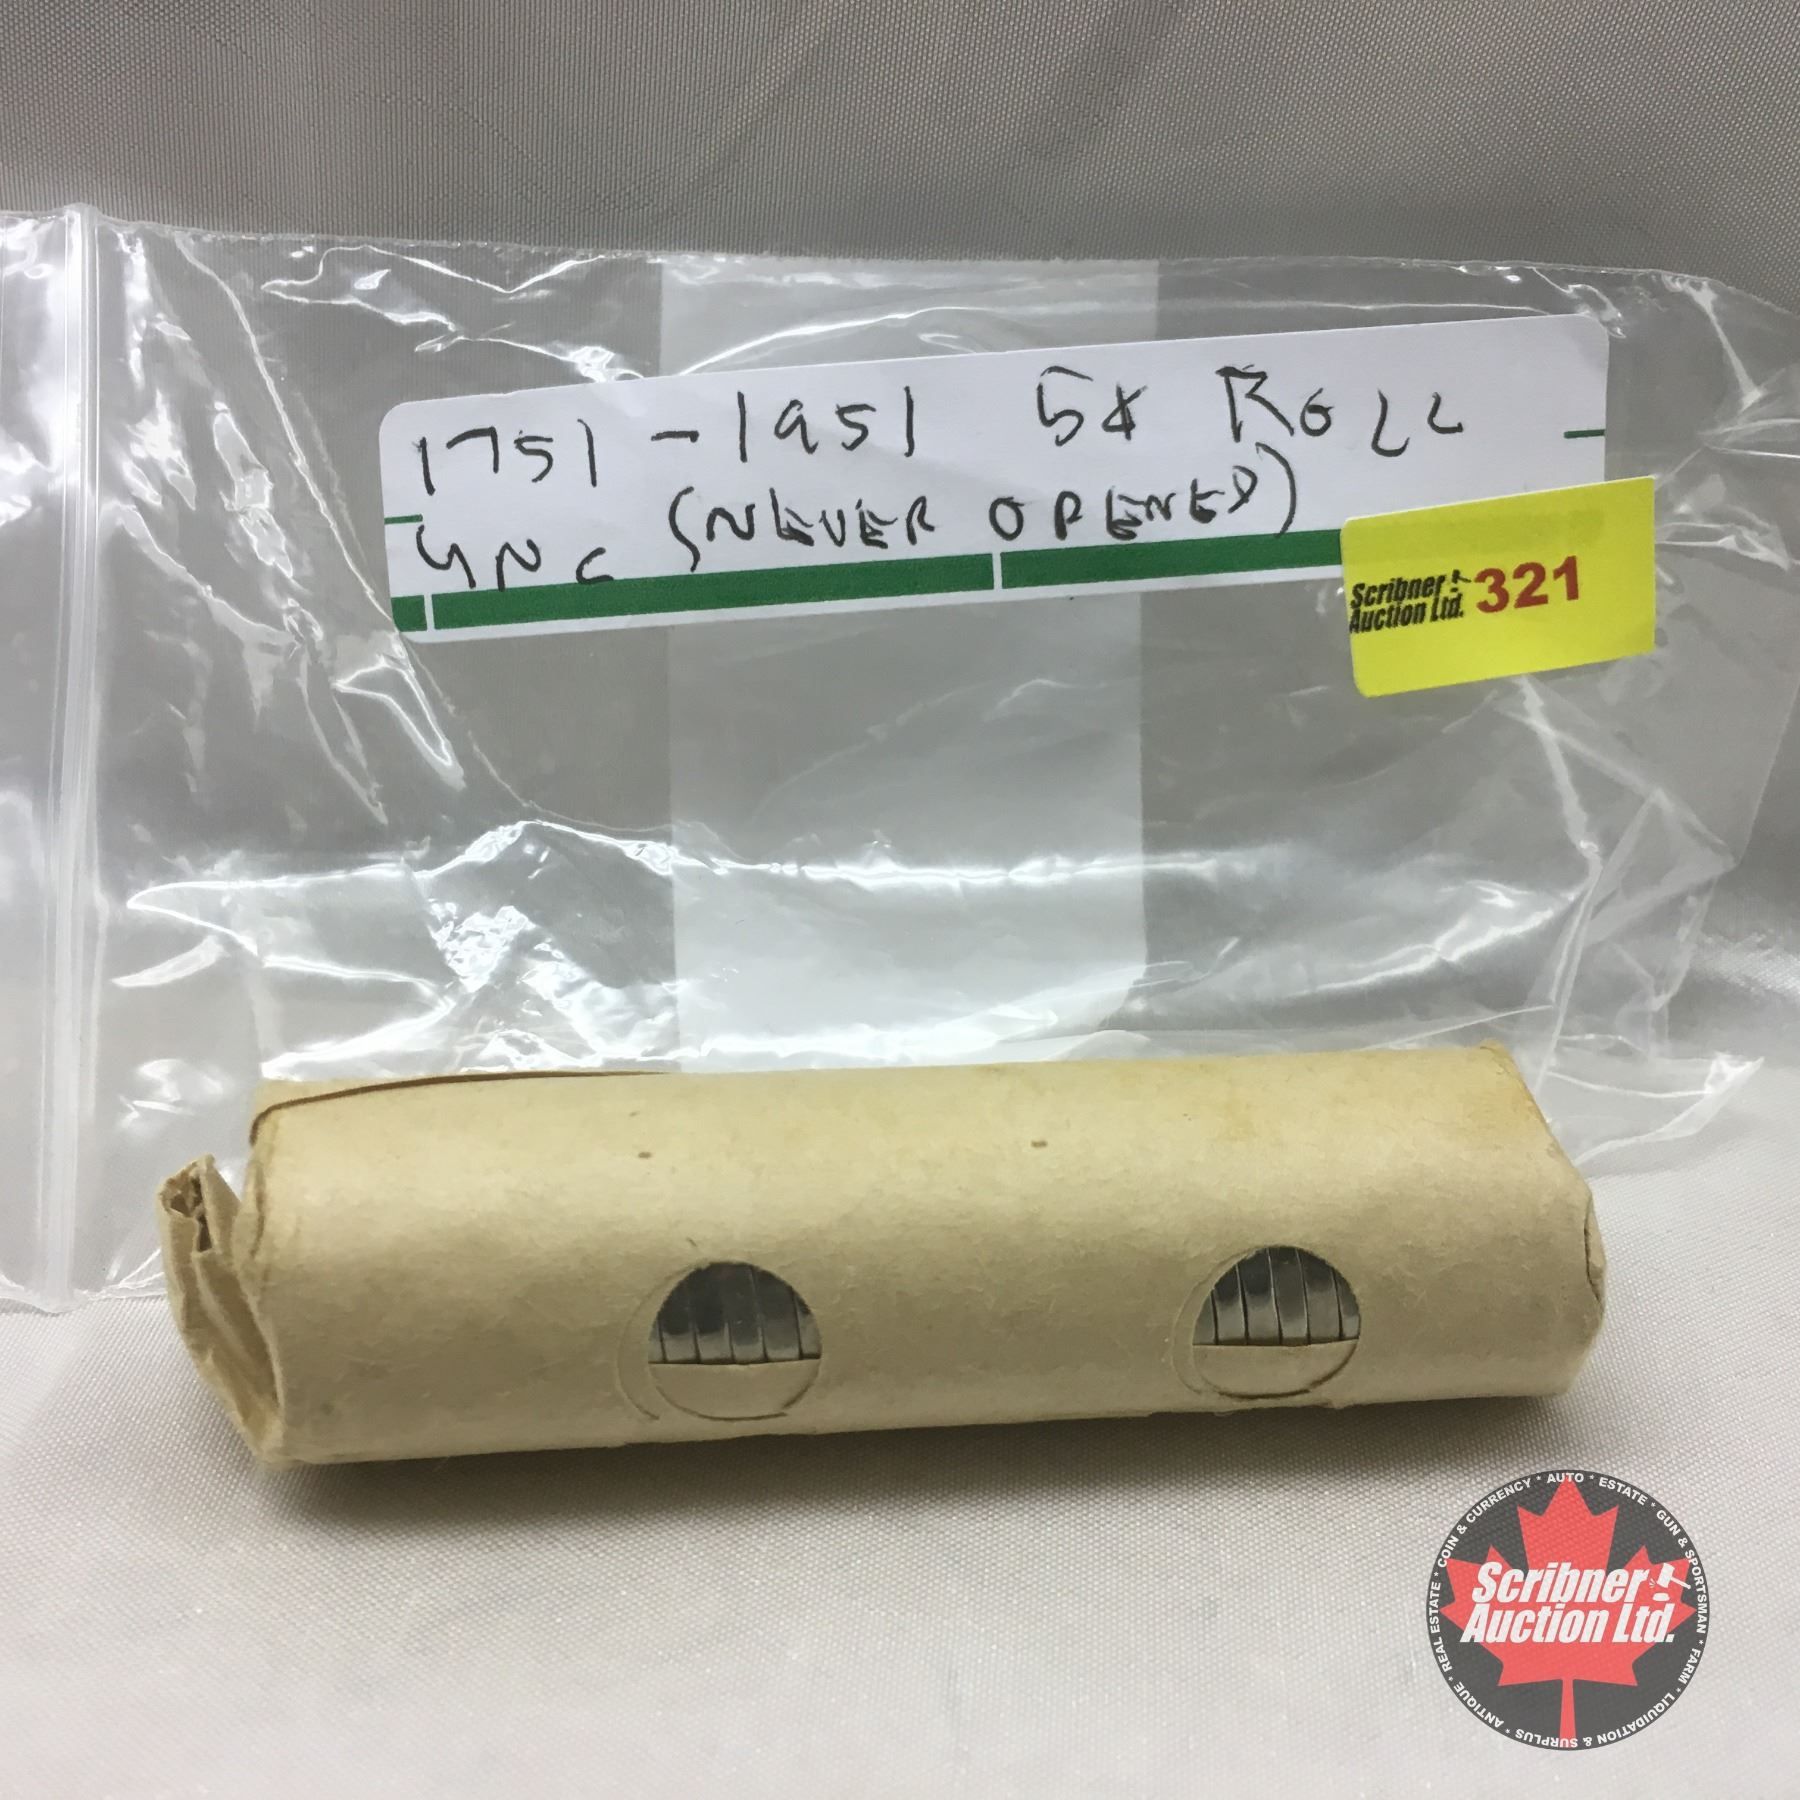 1751-1951 5¢ ROLL
UNC (NEVER OPENED)
Scribner
Auction Ltd.
321
COIN & CURRENCY * AUTO * ESTATE * GUN & SPORTSMAN * FARM * LIQUIDATION & SURPLUS * ANTIQUE * REAL ESTATE *
Scribner
Auction Ltd.